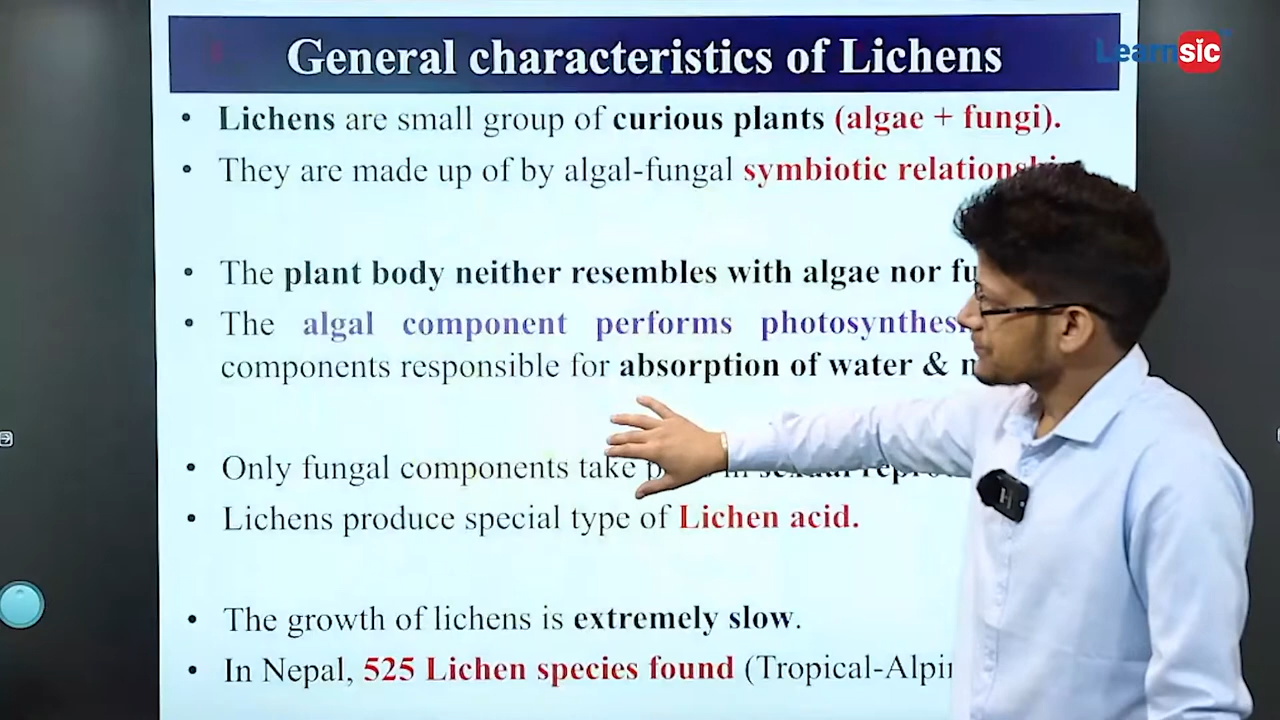 General characteristics of Lichens
Learnsic
• Lichens are small group of curious plants (algae + fungi).
• They are made up of by algal-fungal symbiotic
• The plant body neither resembles with algae nor
• The algal component performs
components responsible for absorption of water &
• Only fungal components take in sexual
• Lichens produce special type of Lichen acid.
• The growth of lichens is extremely slow.
• In Nepal, 525 Lichen species found